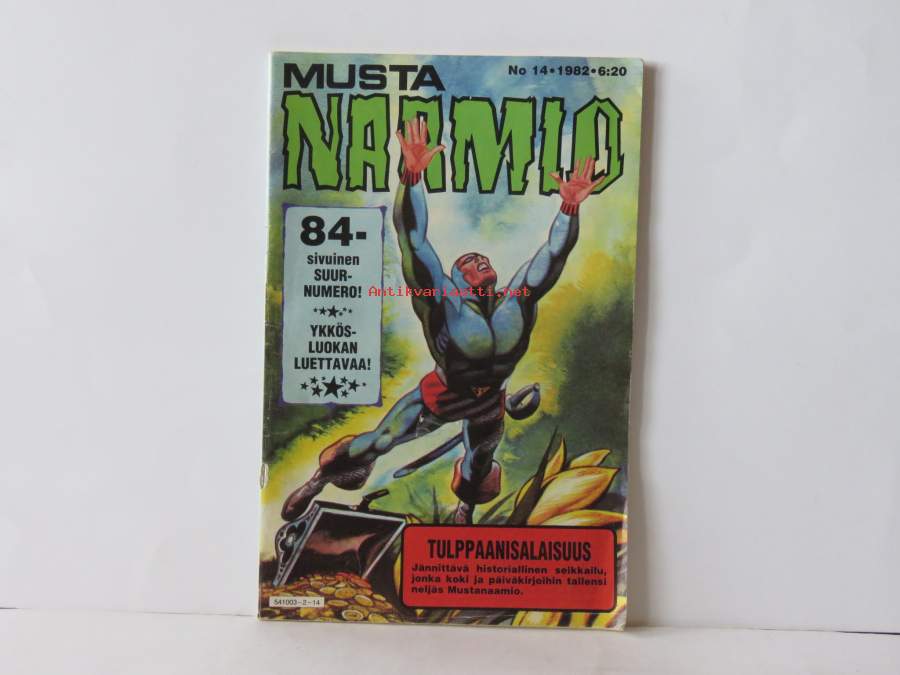 MUSTA
No 14•1982•6:20
NAAMIO
84-
sivuinen
SUUR-
NUMERO!
YKKÖS-
LUOKAN
LUETTAVAA!
Antikvariaatti.net
TULPPAANISALAISUUS
Jännittävä historiallinen seikkailu,
jonka koki ja päiväkirjoihin tallensi
neljäs Mustanaamio.
541003-2-14